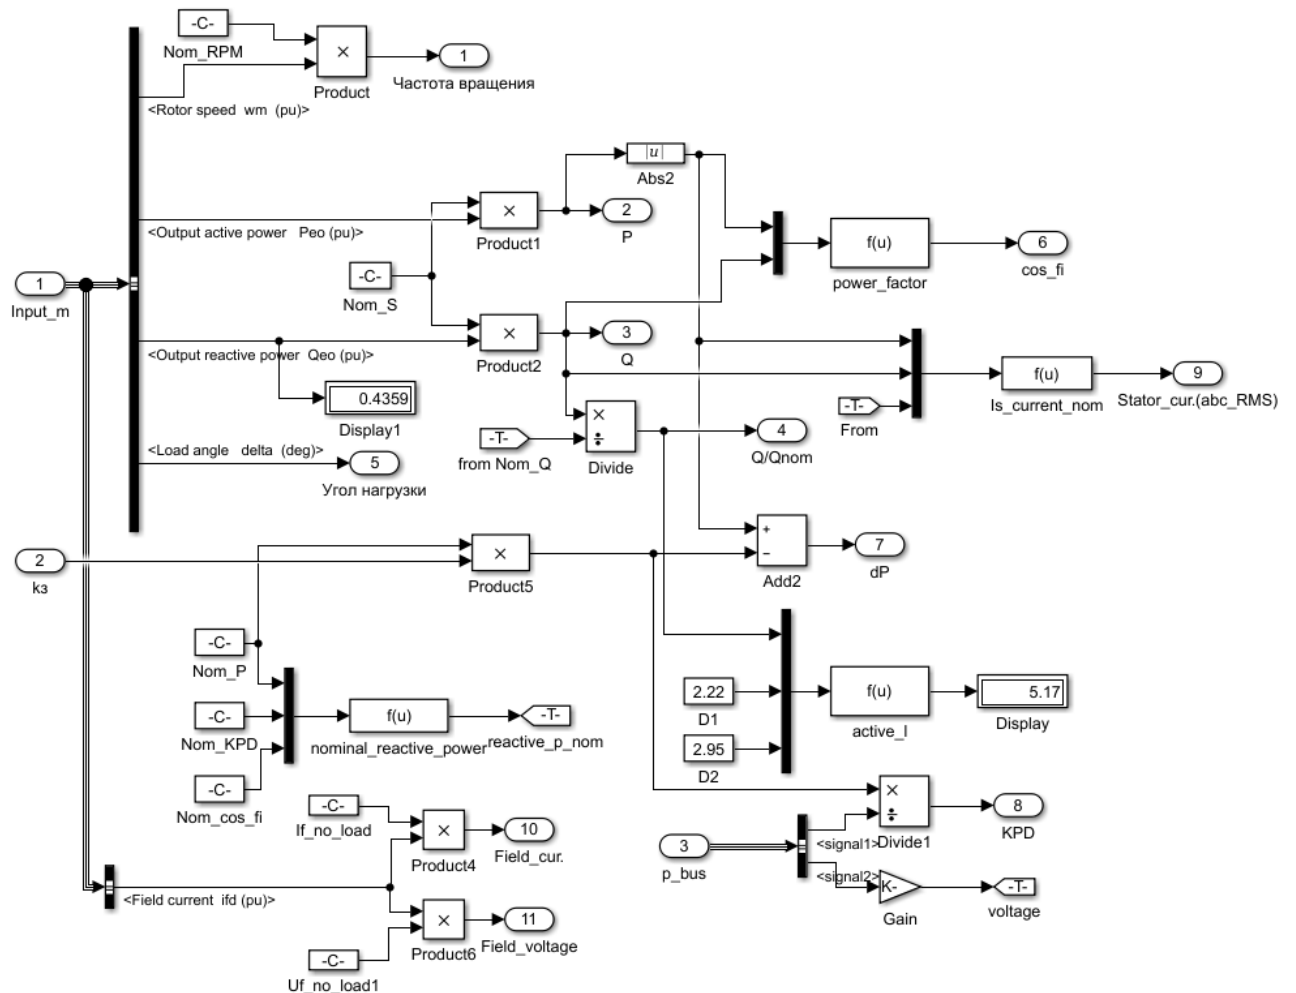 -C-
Nom_RPM
×
Product
1
Частота вращения
<Rotor speed wm (pu)>
|u|
Abs2
×
Product1
2
P
<Output active power Peo (pu)>
-C-
Nom_S
f(u)
power_factor
6
cos_fi
1
Input_m
×
Product2
3
Q
<Output reactive power Qeo (pu)>
0.4359
Display1
-T-
From
f(u)
Is_current_nom
9
Stator_cur.(abc_RMS)
-T-
from Nom_Q
×
÷
Divide
4
Q/Qnom
<Load angle delta (deg)>
5
Угол нагрузки
2
kз
×
Product5
+
−
Add2
7
dP
-C-
Nom_P
-C-
Nom_KPD
-C-
Nom_cos_fi
f(u)
nominal_reactive_power
-T-
reactive_p_nom
2.22
D1
2.95
D2
f(u)
active_l
5.17
Display
-C-
If_no_load
×
Product4
10
Field_cur.
3
p_bus
<signal1>
<signal2>
×
÷
Divide1
8
KPD
K-
Gain
-T-
voltage
<Field current ifd (pu)>
×
Product6
11
Field_voltage
-C-
Uf_no_load1